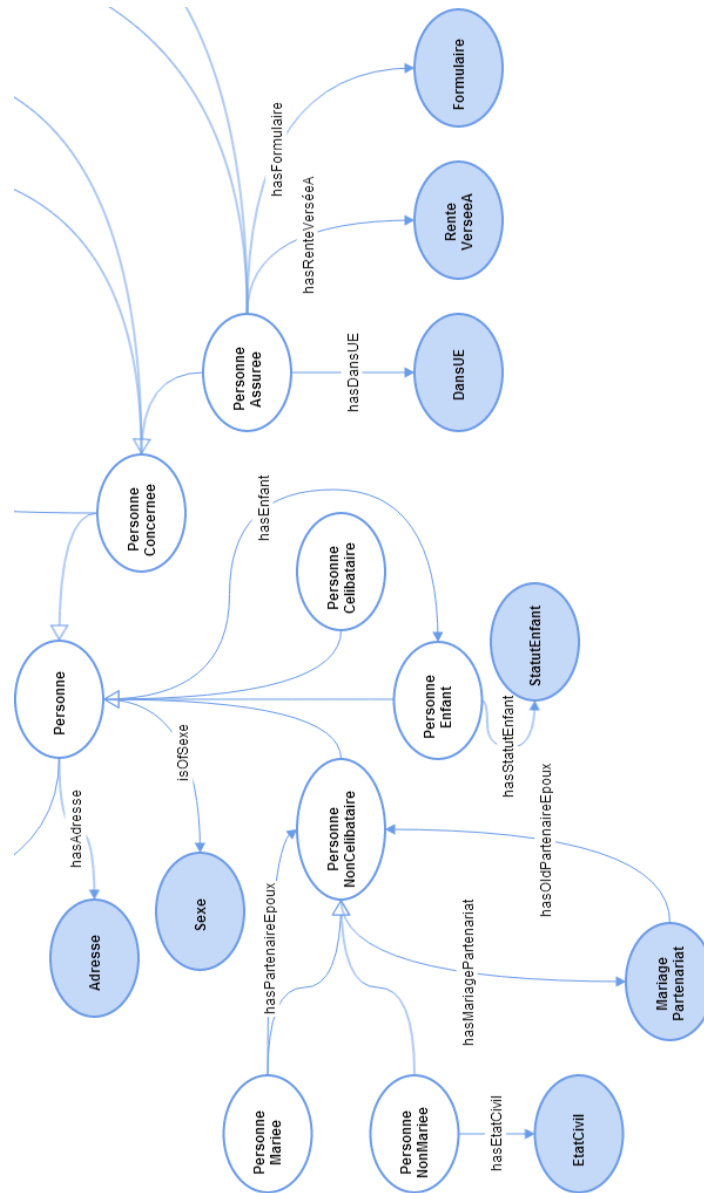 Formulaire
hasFormulaire
Rente
VerseeA
hasRenteVerséeA
Personne
Assuree
hasDansUE
DansUE
Personne
Concernee
hasEnfant
Personne
Celibataire
Personne
isOfSexe
Personne
Enfant
StatutEnfant
hasStatutEnfant
hasAdresse
Personne
NonCelibataire
hasPartenaireEpoux
hasOldPartenaireEpoux
Sexe
Adresse
hasMariagePartenariat
Mariage
Partenariat
Personne
Mariee
Personne
NonMariee
hasEtatCivil
EtatCivil